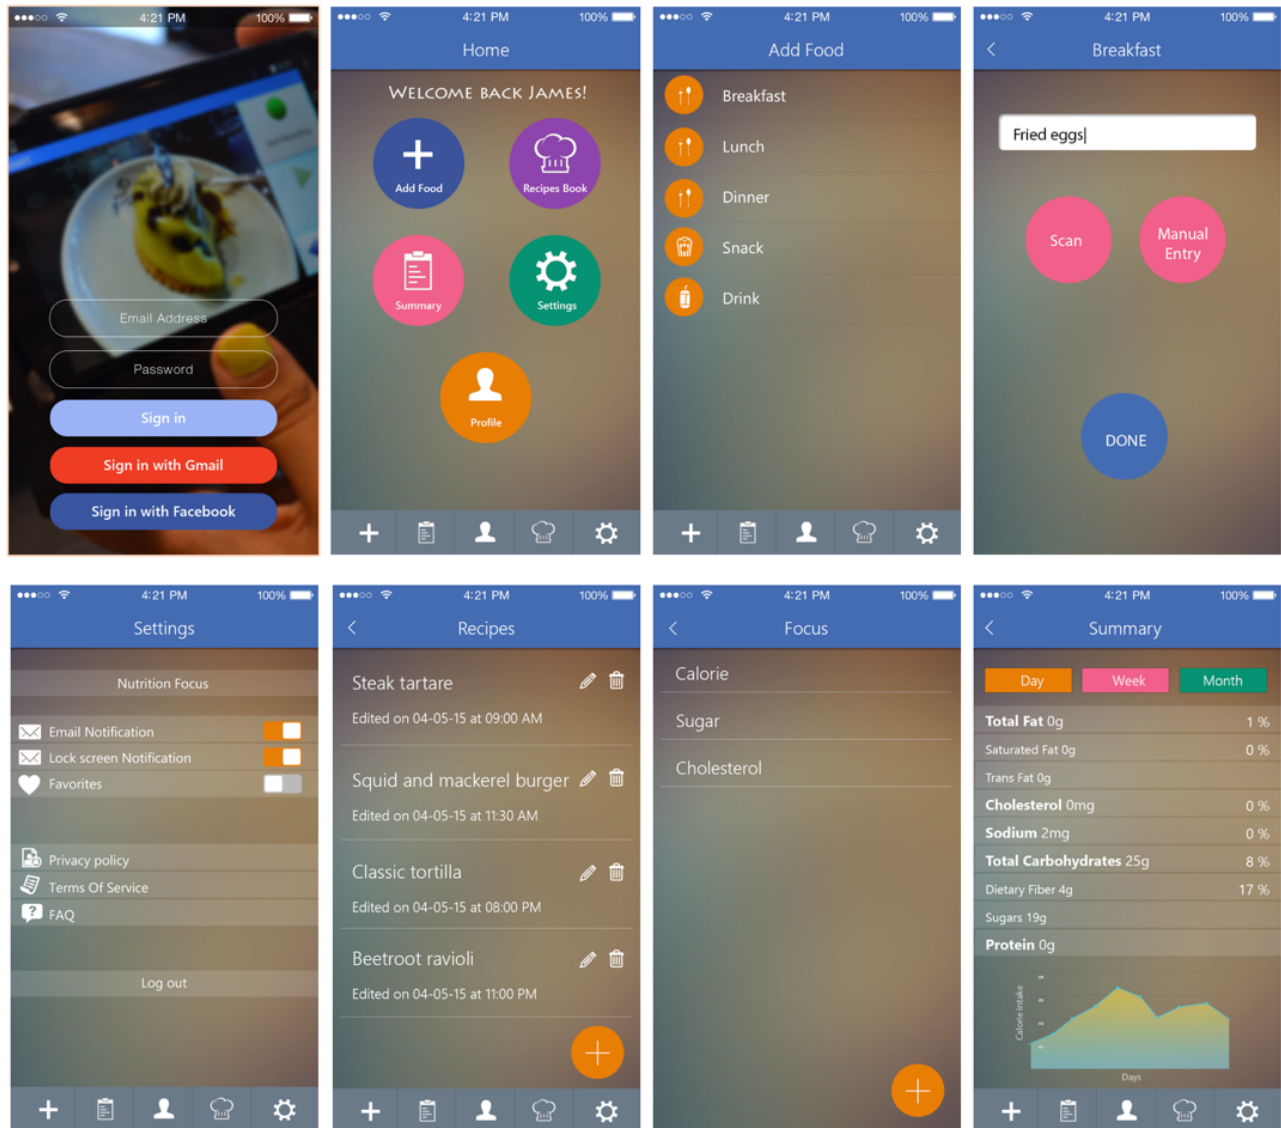 4:21 PM
100%
Email Address
Password
Sign in
Sign in with Gmail
Sign in with Facebook
4:21 PM
100%
Home
WELCOME BACK JAMES!
Add Food
Recipes Book
Summary
Settings
Profile
4:21 PM
100%
Add Food
Breakfast
Lunch
Dinner
Snack
Drink
4:21 PM
100%
Breakfast
Fried eggs
Scan
Manual
Entry
DONE
4:21 PM
100%
Settings
Nutrition Focus
Email Notification
Lock screen Notification
Favorites
Privacy policy
Terms Of Service
FAQ
Log out
4:21 PM
100%
Recipes
Steak tartare
Edited on 04-05-15 at 09:00 AM
Squid and mackerel burger
Edited on 04-05-15 at 11:30 AM
Classic tortilla
Edited on 04-05-15 at 08:00 PM
Beetroot ravioli
Edited on 04-05-15 at 11:00 PM
4:21 PM
100%
Focus
Calorie
Sugar
Cholesterol
4:21 PM
100%
Summary
Day Week Month
Total Fat 0g 1 %
Saturated Fat 0g 0 %
Trans Fat 0g
Cholesterol 0mg 0 %
Sodium 2mg 0 %
Total Carbohydrates 25g 8 %
Dietary Fiber 4g 17 %
Sugars 19g
Protein 0g
Calorie intake
Days